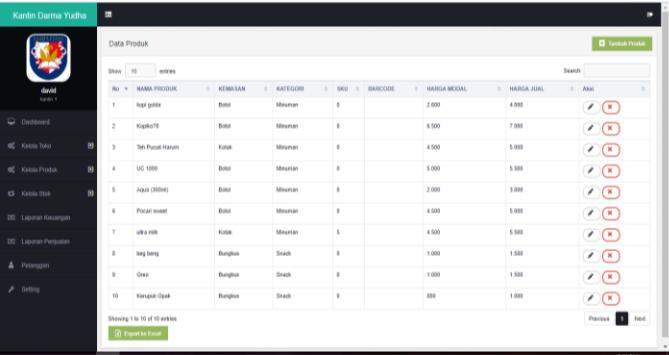 Kantin Darma Yudha
david
kantin 1
Dashboard
Kelola Toko
Kelola Produk
Kelola Stok
Laporan Keuangan
Laporan Penjualan
Pelanggan
Setting
Data Produk
Tambah Produk
Show 10 entries
Search:
No NAMA PRODUK KEMASAN KATEGORI SKU BARCODE HARGA MODAL HARGA JUAL Aksi
1 kopi golda Botol Minuman 0 2.000 4.000
2 Kopiko78 Botol Minuman 0 6.500 7.000
3 Teh Pucuk Harum Kotak Minuman 0 4.500 5.000
4 UC 1000 Botol Minuman 0 5.000 5.500
5 Aqua (300ml) Botol Minuman 0 2.000 3.000
6 Pocari sweet Botol Minuman 0 4.500 5.000
7 ultra milk Kotak Minuman 5 4.500 5.500
8 beg beng Bungkus Snack 0 1.000 1.500
9 Oreo Bungkus Snack 0 1.000 1.500
10 Kerupuk Opak Bungkus Snack 0 800 1.000
Showing 1 to 10 of 10 entries
Previous 1 Next
Export to Excel